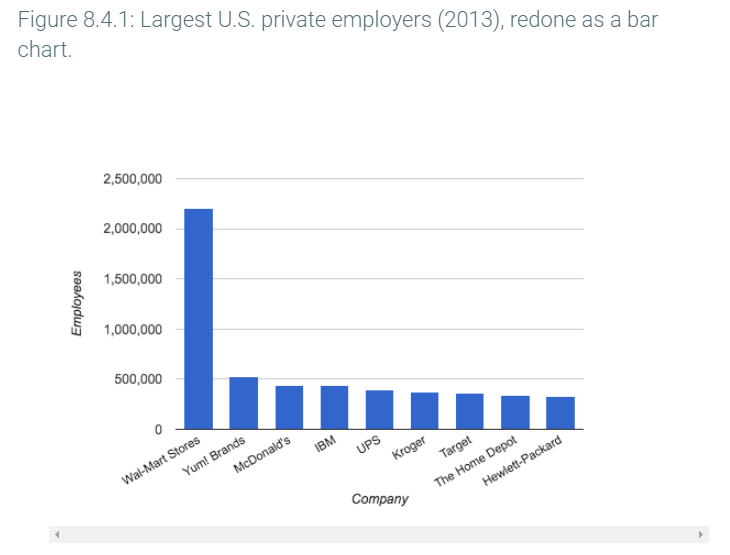 Figure 8.4.1: Largest U.S. private employers (2013), redone as a bar
chart.
2,500,000
2,000,000
1,500,000
1,000,000
500,000
0
Employees
Wal-Mart Stores
Yum! Brands
McDonald's
IBM
UPS
Kroger
Target
The Home Depot
Hewlett-Packard
Company